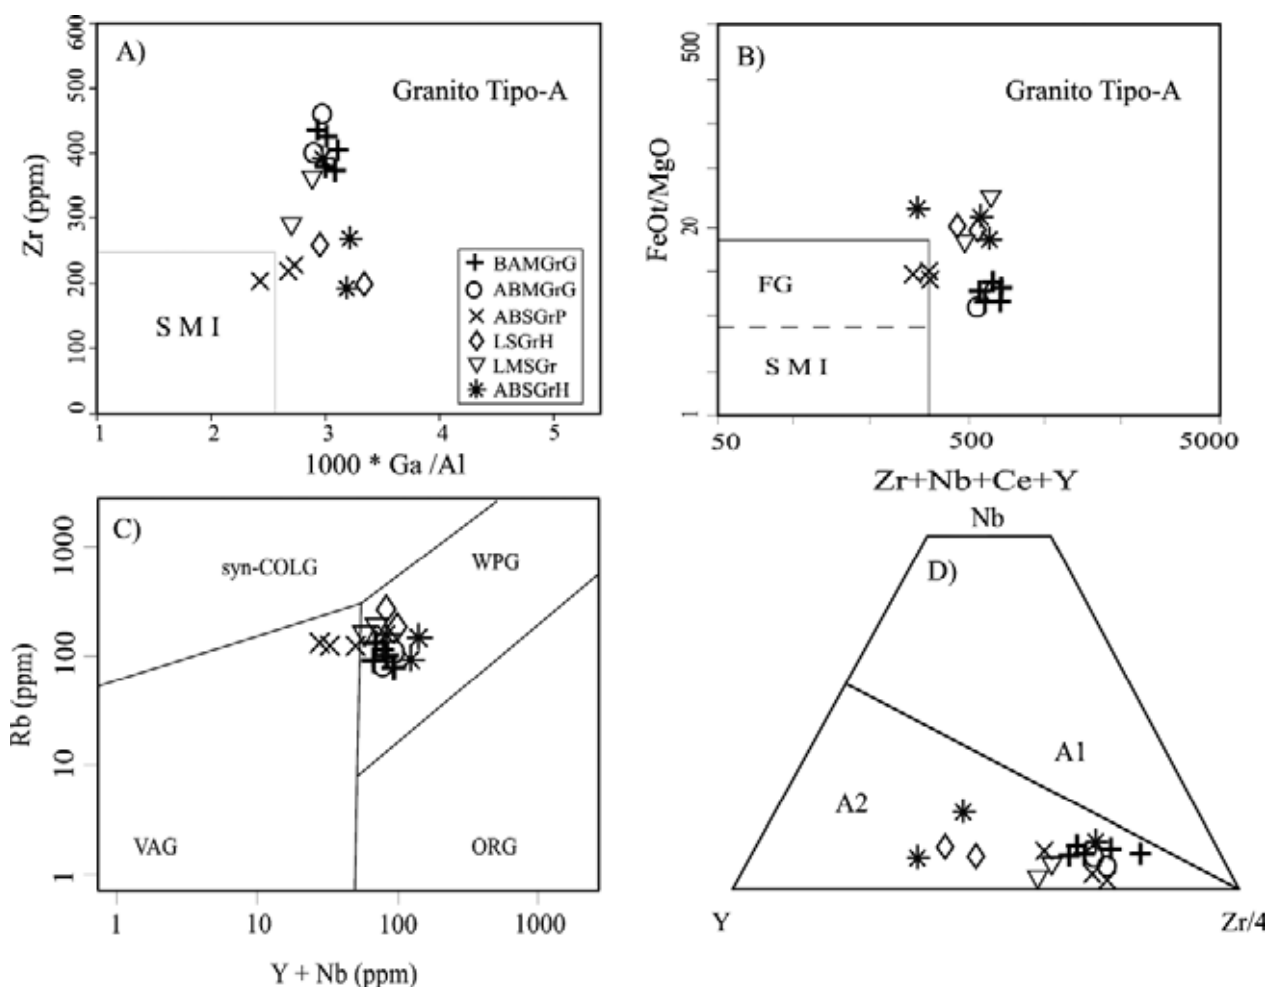 A)
Granito Tipo-A
600
500
400
300
200
100
0
Zr (ppm)
S M I
BAMGrG
ABMGrG
ABSGrP
LSGrH
LMSGr
ABSGrH
1
2
3
4
5
1000 * Ga /Al
B)
Granito Tipo-A
500
20
1
FeOt/MgO
FG
S M I
50
500
5000
Zr+Nb+Ce+Y
C)
syn-COLG
WPG
VAG
ORG
1000
100
10
1
Rb (ppm)
1
10
100
1000
Y + Nb (ppm)
Nb
D)
A1
A2
Y
Zr/4